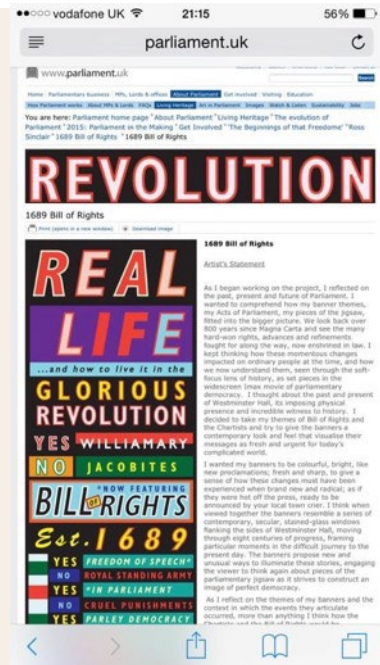 vodafone UK
21:15
56%
parliament.uk
www.parliament.uk
Home Parliamentary business MPs, Lords & offices About Parliament Get involved Visiting Education
How Parliament works About MPs & Lords FAQs Living Heritage Art in Parliament Images Watch & Listen Sustainability Jobs
You are here: Parliament home page About Parliament Living Heritage The evolution of
Parliament 2015: Parliament in the Making Get Involved 'The Beginnings of that Freedome' Ross
Sinclair 1689 Bill of Rights 1689 Bill of Rights
REVOLUTION
1689 Bill of Rights
Print (opens in a new window) Download image
REAL
LIFE
...and how to live it in the
GLORIOUS
REVOLUTION
YES WILLIAMARY
NO JACOBITES
*NOW FEATURING
BILL OF RIGHTS
Est. 1689
YES FREEDOM OF SPEECH*
NO ROYAL STANDING ARMY
YES *IN PARLIAMENT
NO CRUEL PUNISHMENTS
YES PARLEY DEMOCRACY
1689 Bill of Rights
Artist's Statement
As I began working on the project, I reflected on
the past, present and future of Parliament. I
wanted to comprehend how my banner themes,
my Acts of Parliament, my pieces of the jigsaw,
fitted into the bigger picture. We look back over
800 years since Magna Carta and see the many
hard-won rights, advances and refinements
fought for along the way, now enshrined in law. I
kept thinking how these momentous changes
impacted on ordinary people at the time, and how
we now understand them, seen through the soft-
focus lens of history, as set pieces in the
widescreen Imax movie of parliamentary
democracy. I thought about the past and present
of Westminster Hall, its imposing physical
presence and incredible witness to history. I
decided to take my themes of Bill of Rights and
the Chartists and try to give the banners a
contemporary look and feel that visualise their
messages as fresh and urgent for today's
complicated world.
I wanted my banners to be colourful, bright, like
new proclamations; fresh and sharp, to give a
sense of how these changes must have been
experienced when brand new and radical; as if
they were hot off the press, ready to be
announced by your local town crier. I think when
viewed together the banners resemble a series of
contemporary, secular, stained-glass windows
flanking the sides of Westminster Hall, moving
through eight centuries of progress, framing
particular moments in the difficult journey to the
present day. The banners propose new and
unusual ways to illuminate these stories, engaging
the viewer to think again about pieces of the
parliamentary jigsaw as it strives to construct an
image of perfect democracy.
As I reflect on the themes of my banners and the
context in which the events they articulate
occurred, more than anything I think how the